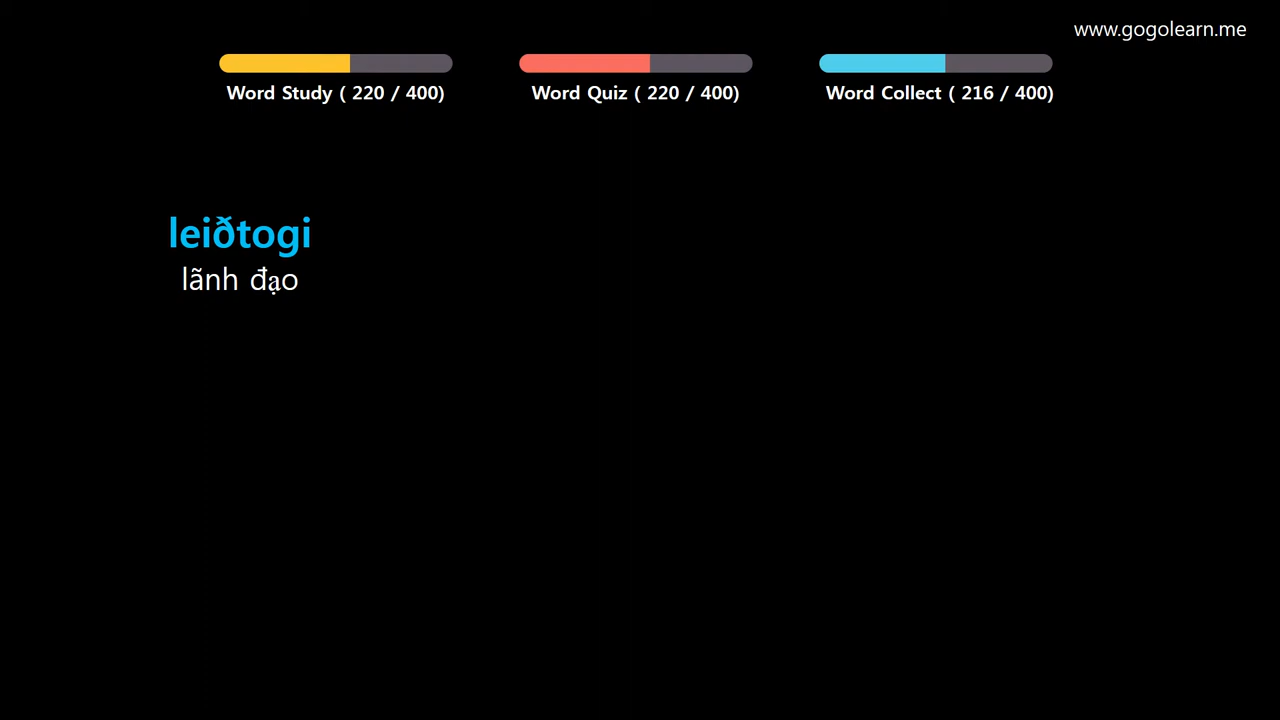 www.gogolearn.me
Word Study ( 220 / 400)
Word Quiz ( 220 / 400)
Word Collect ( 216 / 400)
leiðtogi
lãnh đạo